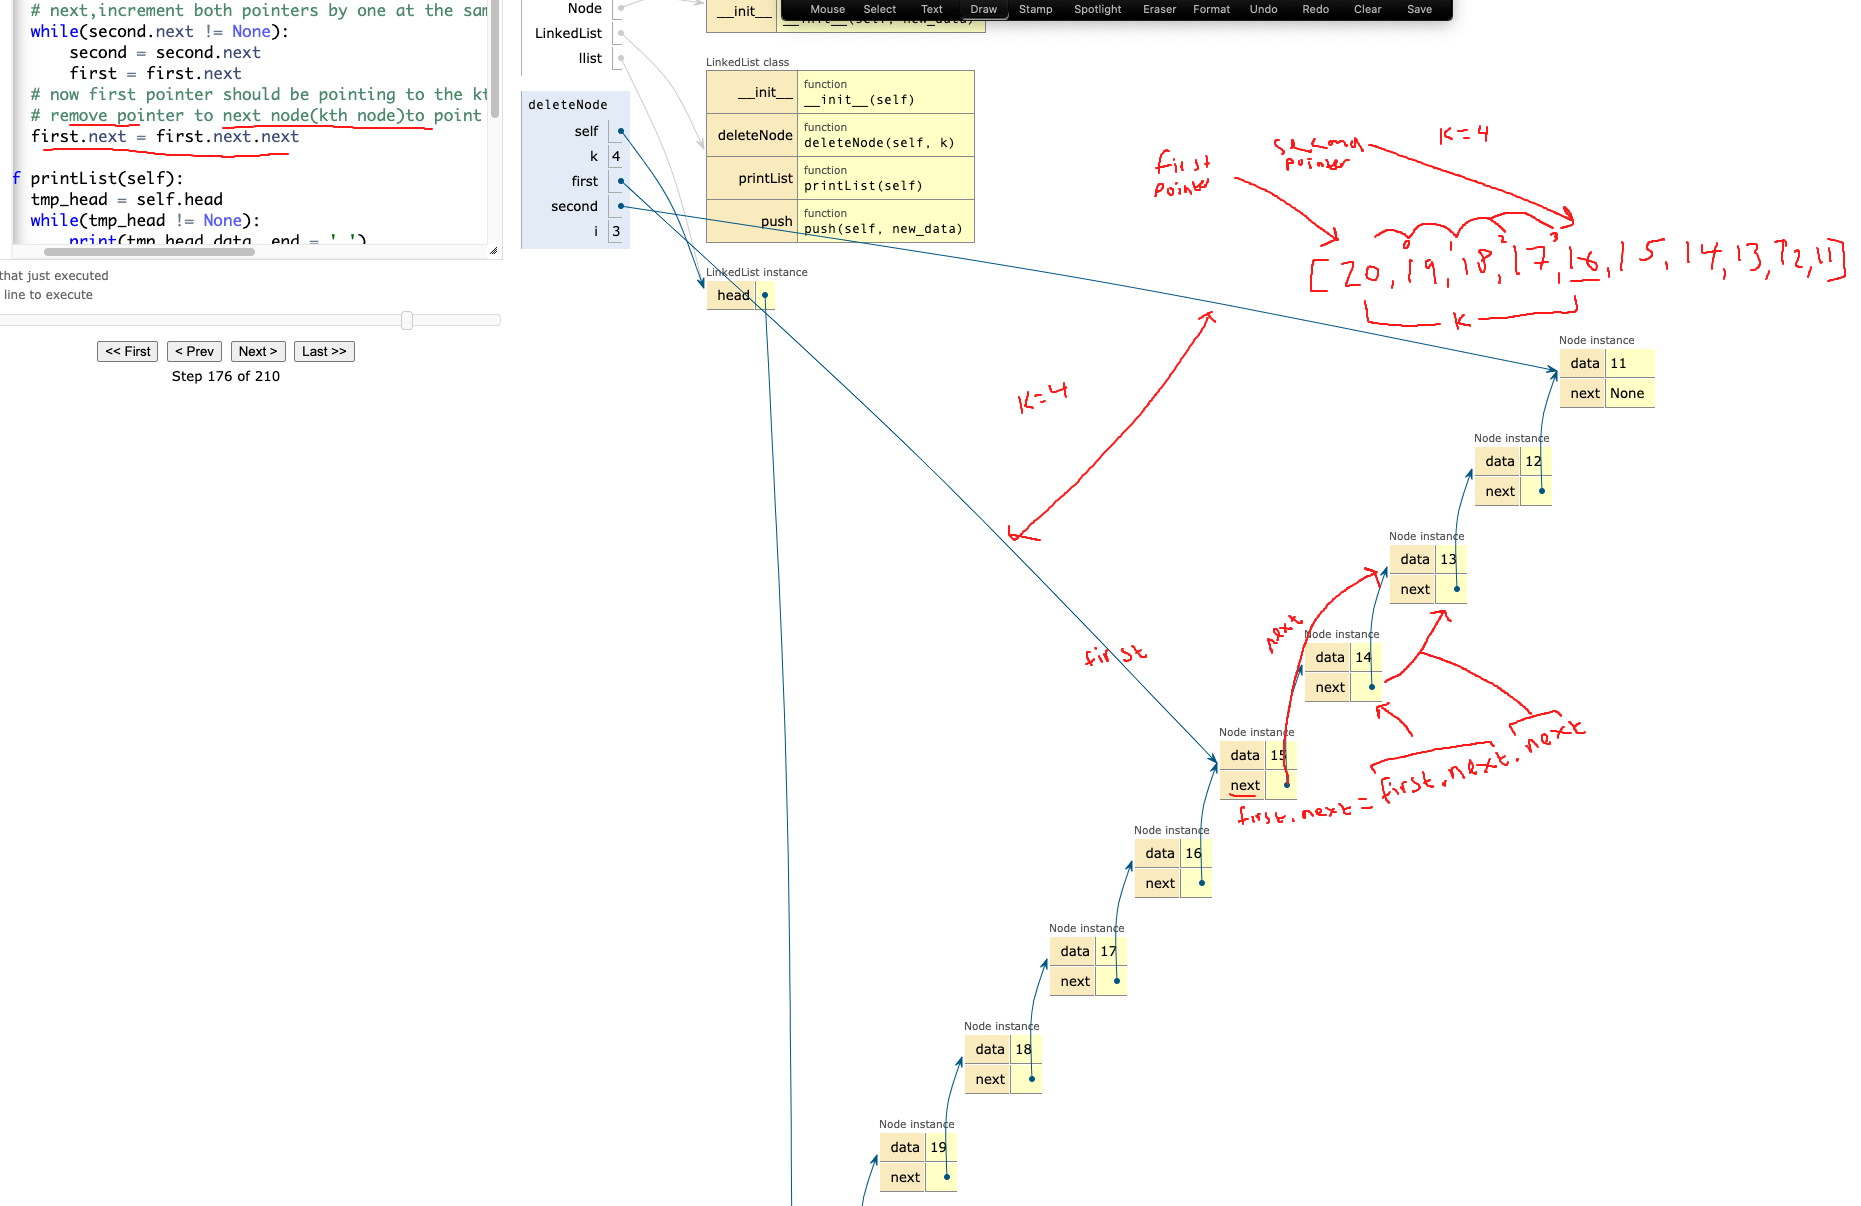 # next,increment both pointers by one at the sam
while(second.next != None):
second = second.next
first = first.next
# now first pointer should be pointing to the kt
# remove pointer to next node(kth node)to point
first.next = first.next.next
f printList(self):
tmp_head = self.head
while(tmp_head != None):
print(tmp_head.data, end = ' ')
that just executed
line to execute
<< First
< Prev
Next >
Last >>
Step 176 of 210
Mouse Select Text Draw Stamp Spotlight Eraser Format Undo Redo Clear Save
Node
LinkedList
llist
__init__
__init__(self, new_data)
LinkedList class
__init__
function
__init__(self)
deleteNode
function
deleteNode(self, k)
printList
function
printList(self)
push
function
push(self, new_data)
deleteNode
self
k 4
first
second
i 3
LinkedList instance
head
K=4
second
pointer
first
pointer
0 1 2 3
[20,19,18,17,16,15,14,13,12,11]
K
K=4
first
next
Node instance
data 11
next None
Node instance
data 12
next
Node instance
data 13
next
Node instance
data 14
next
Node instance
data 15
next
first.next = first.next.next
Node instance
data 16
next
Node instance
data 17
next
Node instance
data 18
next
Node instance
data 19
next